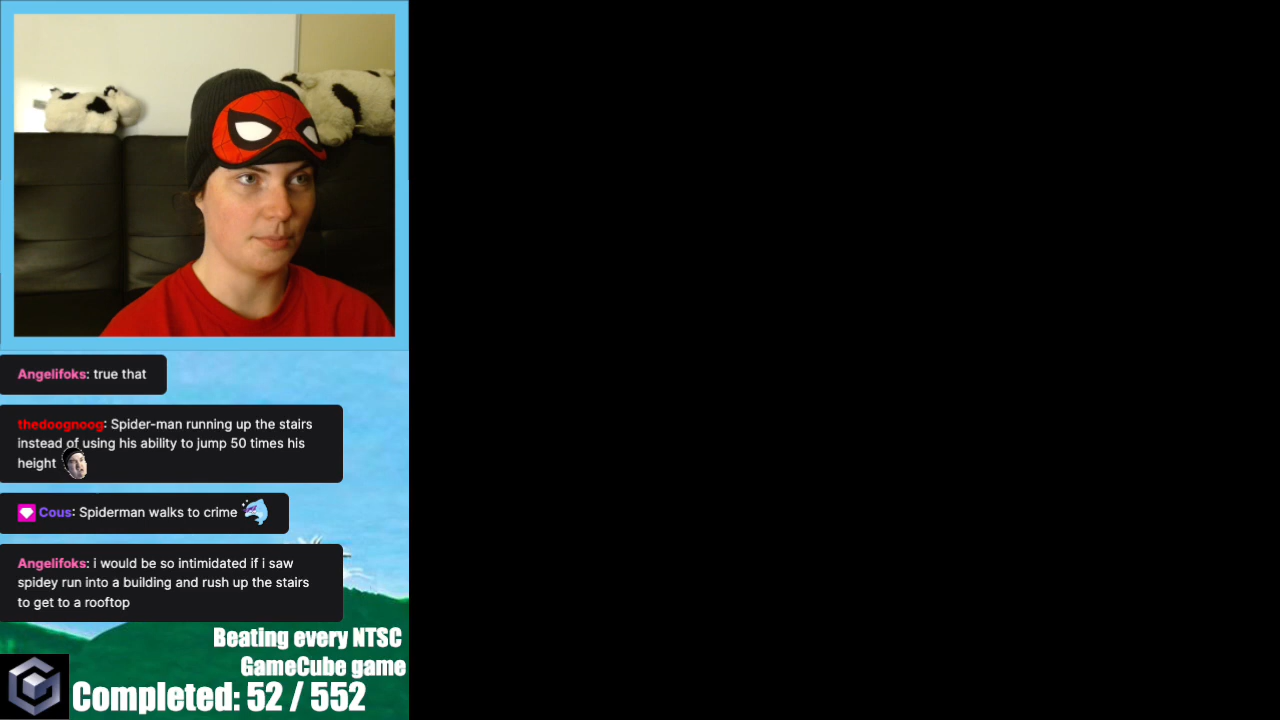 Angelifoks: true that
thedoognoog: Spider-man running up the stairs
instead of using his ability to jump 50 times his
height
Cous: Spiderman walks to crime
Angelifoks: i would be so intimidated if i saw
spidey run into a building and rush up the stairs
to get to a rooftop
Beating every NTSC
GameCube game
Completed: 52 / 552